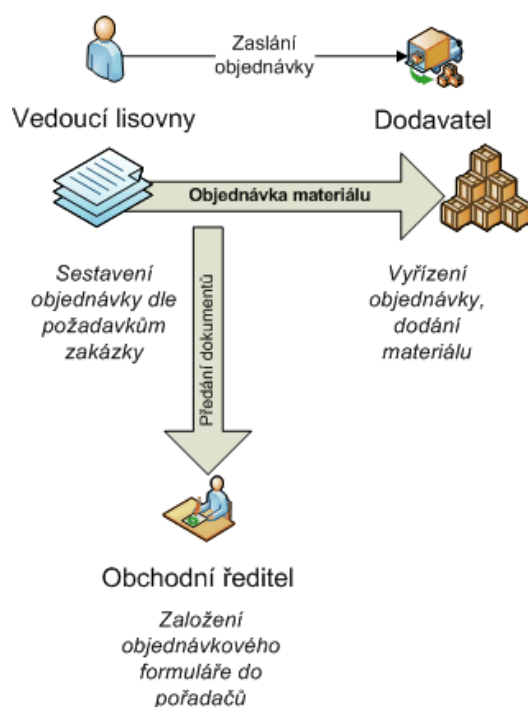 Zaslání
objednávky
Vedoucí lisovny
Dodavatel
Objednávka materiálu
Sestavení
objednávky dle
požadavkům
zakázky
Vyřízení
objednávky,
dodání
materiálu
Předání dokumentů
Obchodní ředitel
Založení
objednávkového
formuláře do
pořadačů